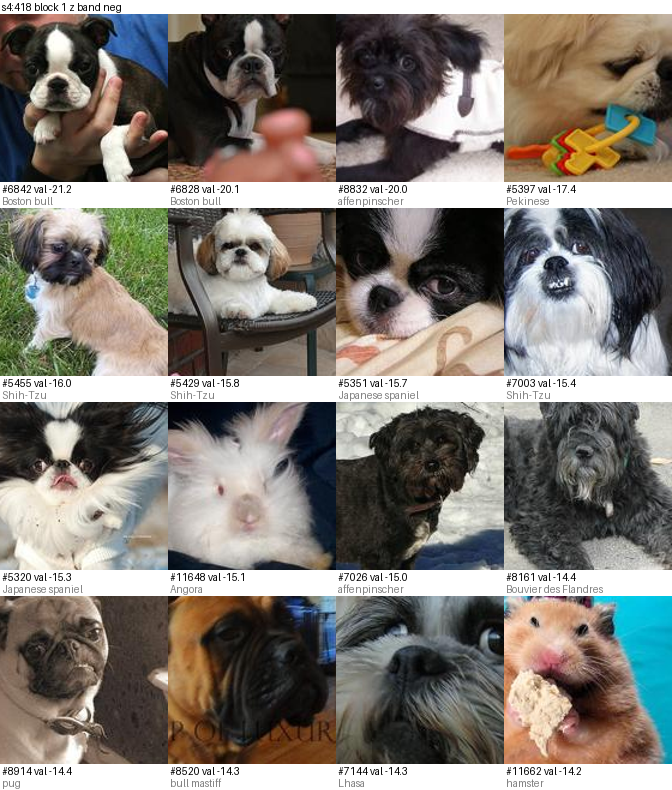 s4:418 block 1 z band neg
#6842 val -21.2
Boston bull
#6828 val -20.1
Boston bull
#8832 val -20.0
affenpinscher
#5397 val -17.4
Pekinese
#5455 val -16.0
Shih-Tzu
#5429 val -15.8
Shih-Tzu
#5351 val -15.7
Japanese spaniel
#7003 val -15.4
Shih-Tzu
#5320 val -15.3
Japanese spaniel
#11648 val -15.1
Angora
#7026 val -15.0
affenpinscher
#8161 val -14.4
Bouvier des Flandres
P OF LUXUR
#8914 val -14.4
pug
#8520 val -14.3
bull mastiff
#7144 val -14.3
Lhasa
#11662 val -14.2
hamster